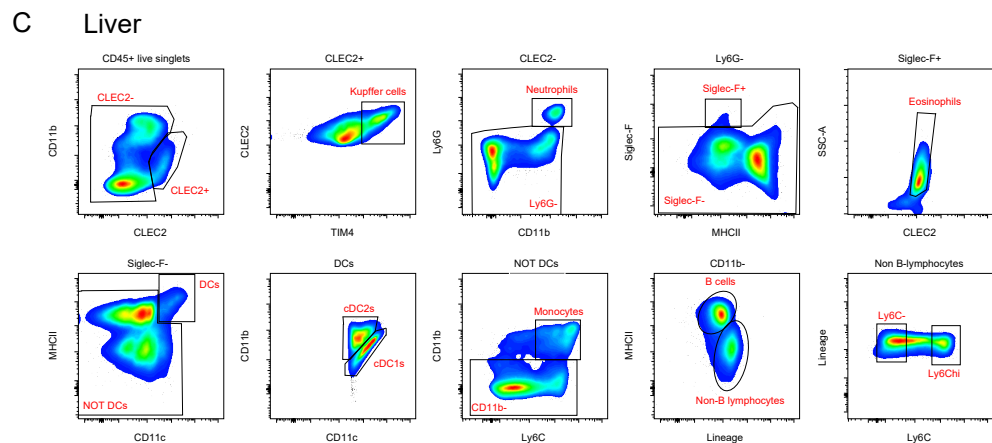 C Liver
CD45+ live singlets
CLEC2-
CLEC2+
CD11b
CLEC2
CLEC2+
Kupffer cells
CLEC2
TIM4
CLEC2-
Neutrophils
Ly6G-
Ly6G
CD11b
Ly6G-
Siglec-F+
Siglec-F-
Siglec-F
MHCII
Siglec-F+
Eosinophils
SSC-A
CLEC2
Siglec-F-
DCs
NOT DCs
MHCII
CD11c
DCs
cDC2s
cDC1s
CD11b
CD11c
NOT DCs
Monocytes
CD11b-
CD11b
Ly6C
CD11b-
B cells
Non-B lymphocytes
MHCII
Lineage
Non B-lymphocytes
Ly6C-
Ly6Chi
Lineage
Ly6C